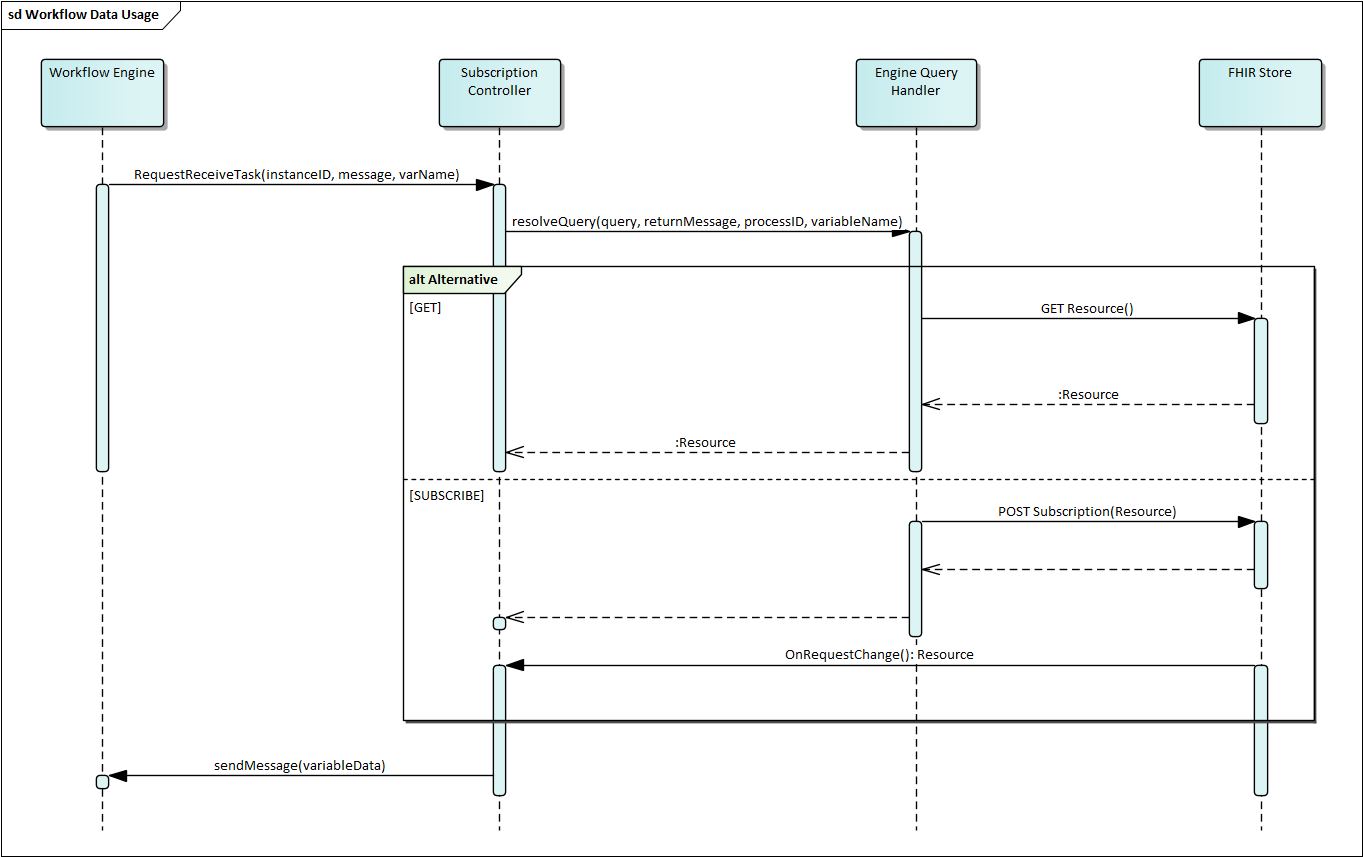 sd Workflow Data Usage
Workflow Engine
Subscription
Controller
Engine Query
Handler
FHIR Store
RequestReceiveTask(instanceID, message, varName)
resolveQuery(query, returnMessage, processID, variableName)
alt Alternative
[GET]
GET Resource()
:Resource
:Resource
[SUBSCRIBE]
POST Subscription(Resource)
OnRequestChange(): Resource
sendMessage(variableData)